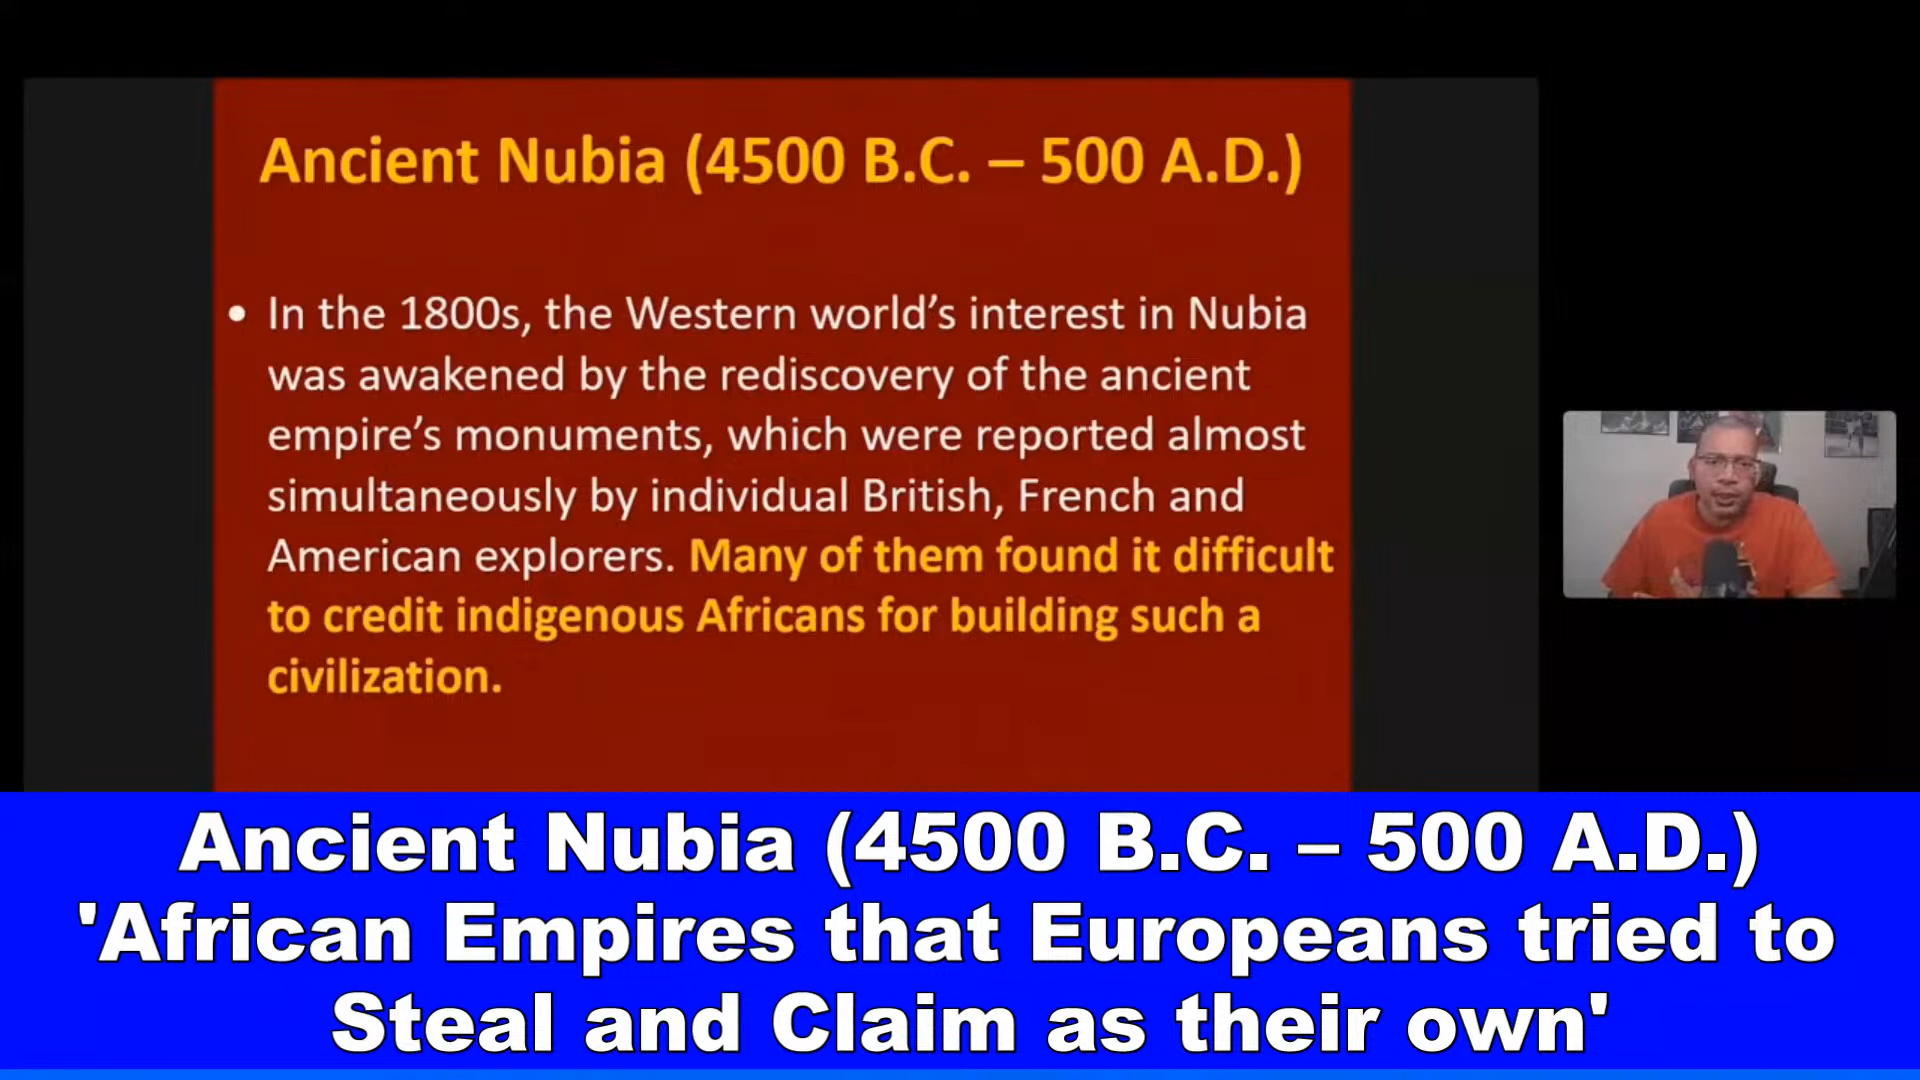 Ancient Nubia (4500 B.C. – 500 A.D.)
• In the 1800s, the Western world’s interest in Nubia
was awakened by the rediscovery of the ancient
empire’s monuments, which were reported almost
simultaneously by individual British, French and
American explorers. Many of them found it difficult
to credit indigenous Africans for building such a
civilization.
Ancient Nubia (4500 B.C. – 500 A.D.)
'African Empires that Europeans tried to
Steal and Claim as their own'